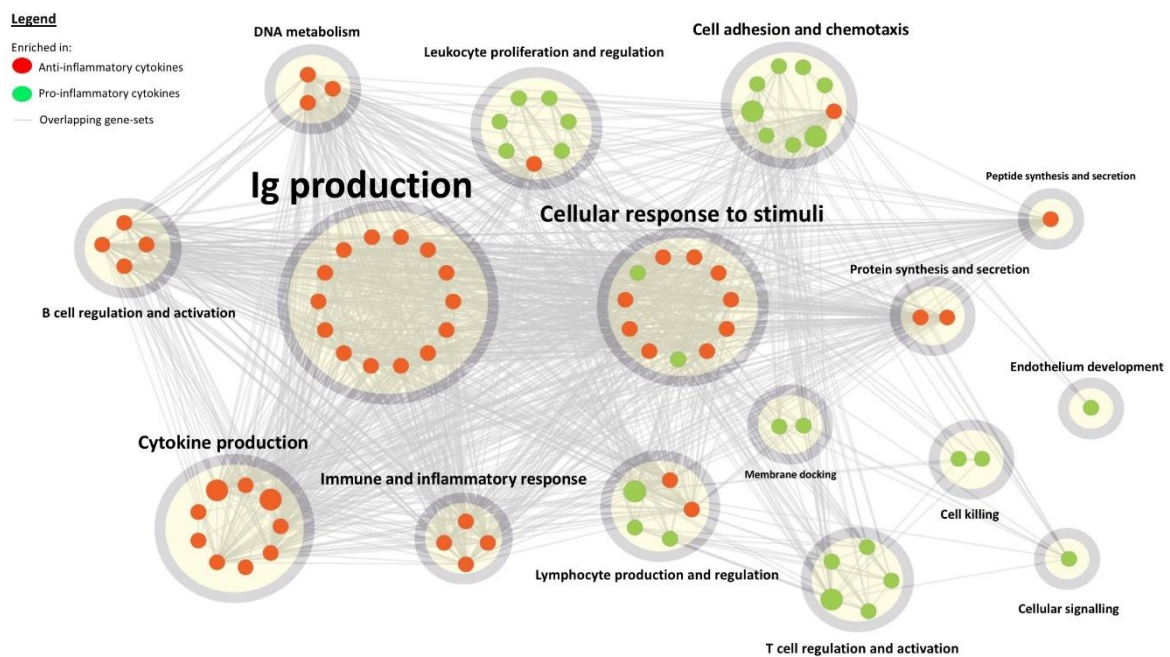 Legend
Enriched in:
Anti-inflammatory cytokines
Pro-inflammatory cytokines
Overlapping gene-sets
DNA metabolism
Leukocyte proliferation and regulation
Cell adhesion and chemotaxis
Ig production
Cellular response to stimuli
Peptide synthesis and secretion
Protein synthesis and secretion
B cell regulation and activation
Endothelium development
Cytokine production
Immune and inflammatory response
Membrane docking
Cell killing
Lymphocyte production and regulation
Cellular signalling
T cell regulation and activation